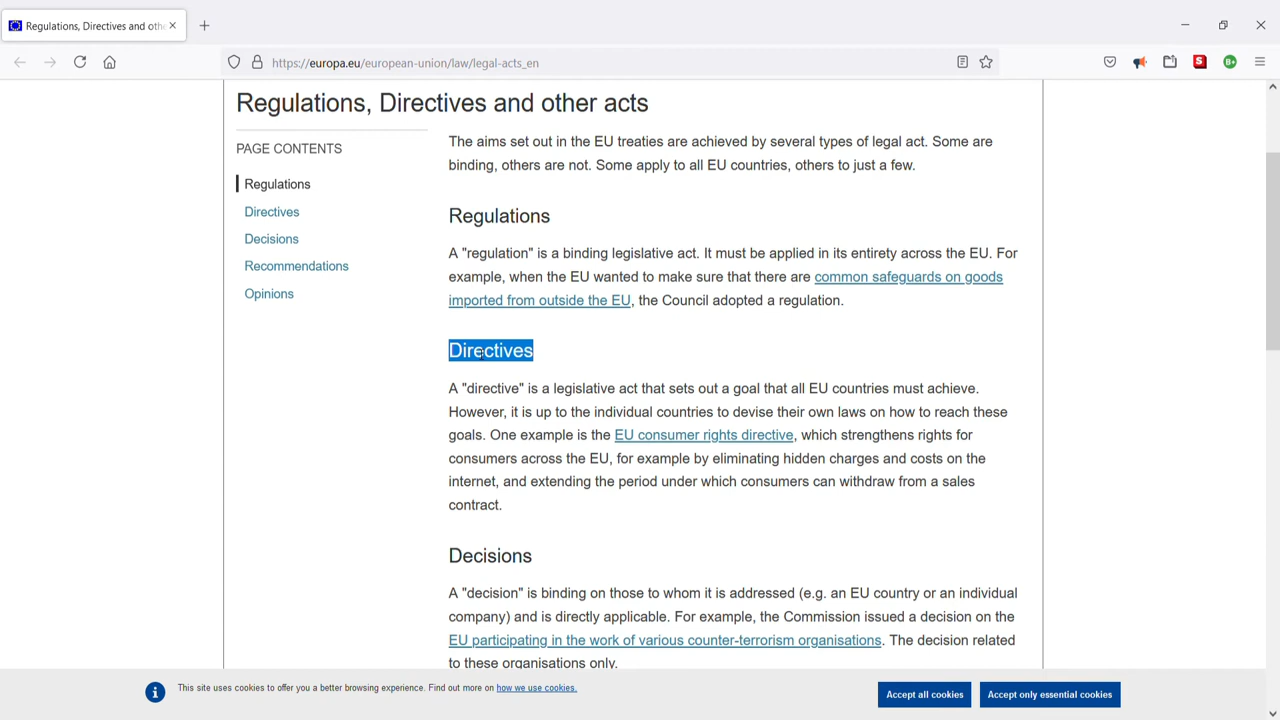 Regulations, Directives and othe
https://europa.eu/european-union/law/legal-acts_en
S
B+
Regulations, Directives and other acts
PAGE CONTENTS
Regulations
Directives
Decisions
Recommendations
Opinions
The aims set out in the EU treaties are achieved by several types of legal act. Some are
binding, others are not. Some apply to all EU countries, others to just a few.
Regulations
A "regulation" is a binding legislative act. It must be applied in its entirety across the EU. For
example, when the EU wanted to make sure that there are common safeguards on goods
imported from outside the EU, the Council adopted a regulation.
Directives
A "directive" is a legislative act that sets out a goal that all EU countries must achieve.
However, it is up to the individual countries to devise their own laws on how to reach these
goals. One example is the EU consumer rights directive, which strengthens rights for
consumers across the EU, for example by eliminating hidden charges and costs on the
internet, and extending the period under which consumers can withdraw from a sales
contract.
Decisions
A "decision" is binding on those to whom it is addressed (e.g. an EU country or an individual
company) and is directly applicable. For example, the Commission issued a decision on the
EU participating in the work of various counter-terrorism organisations. The decision related
to these organisations only.
This site uses cookies to offer you a better browsing experience. Find out more on how we use cookies.
Accept all cookies
Accept only essential cookies